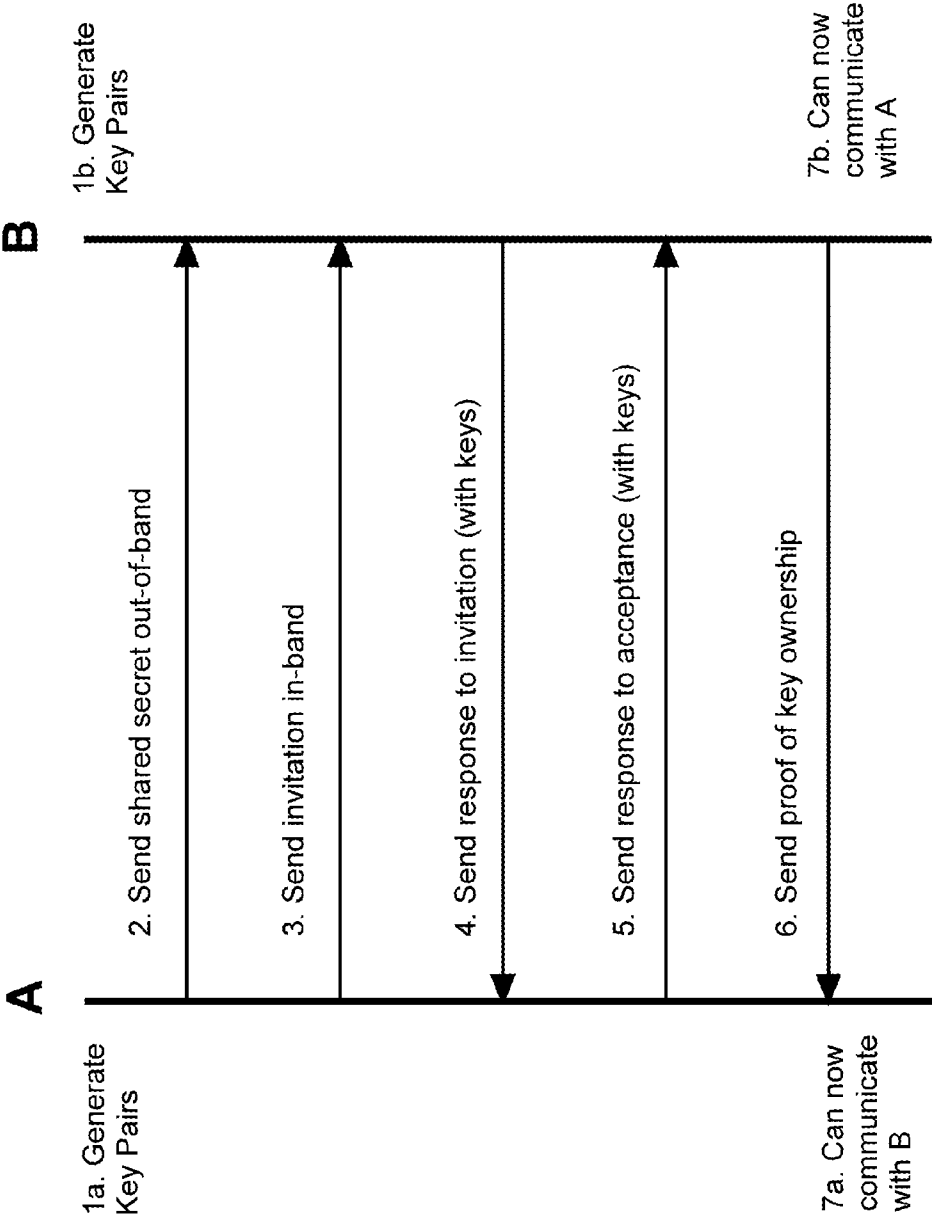 A
B
1a. Generate
Key Pairs
1b. Generate
Key Pairs
2. Send shared secret out-of-band
3. Send invitation in-band
4. Send response to invitation (with keys)
5. Send response to acceptance (with keys)
6. Send proof of key ownership
7a. Can now
communicate
with B
7b. Can now
communicate
with A